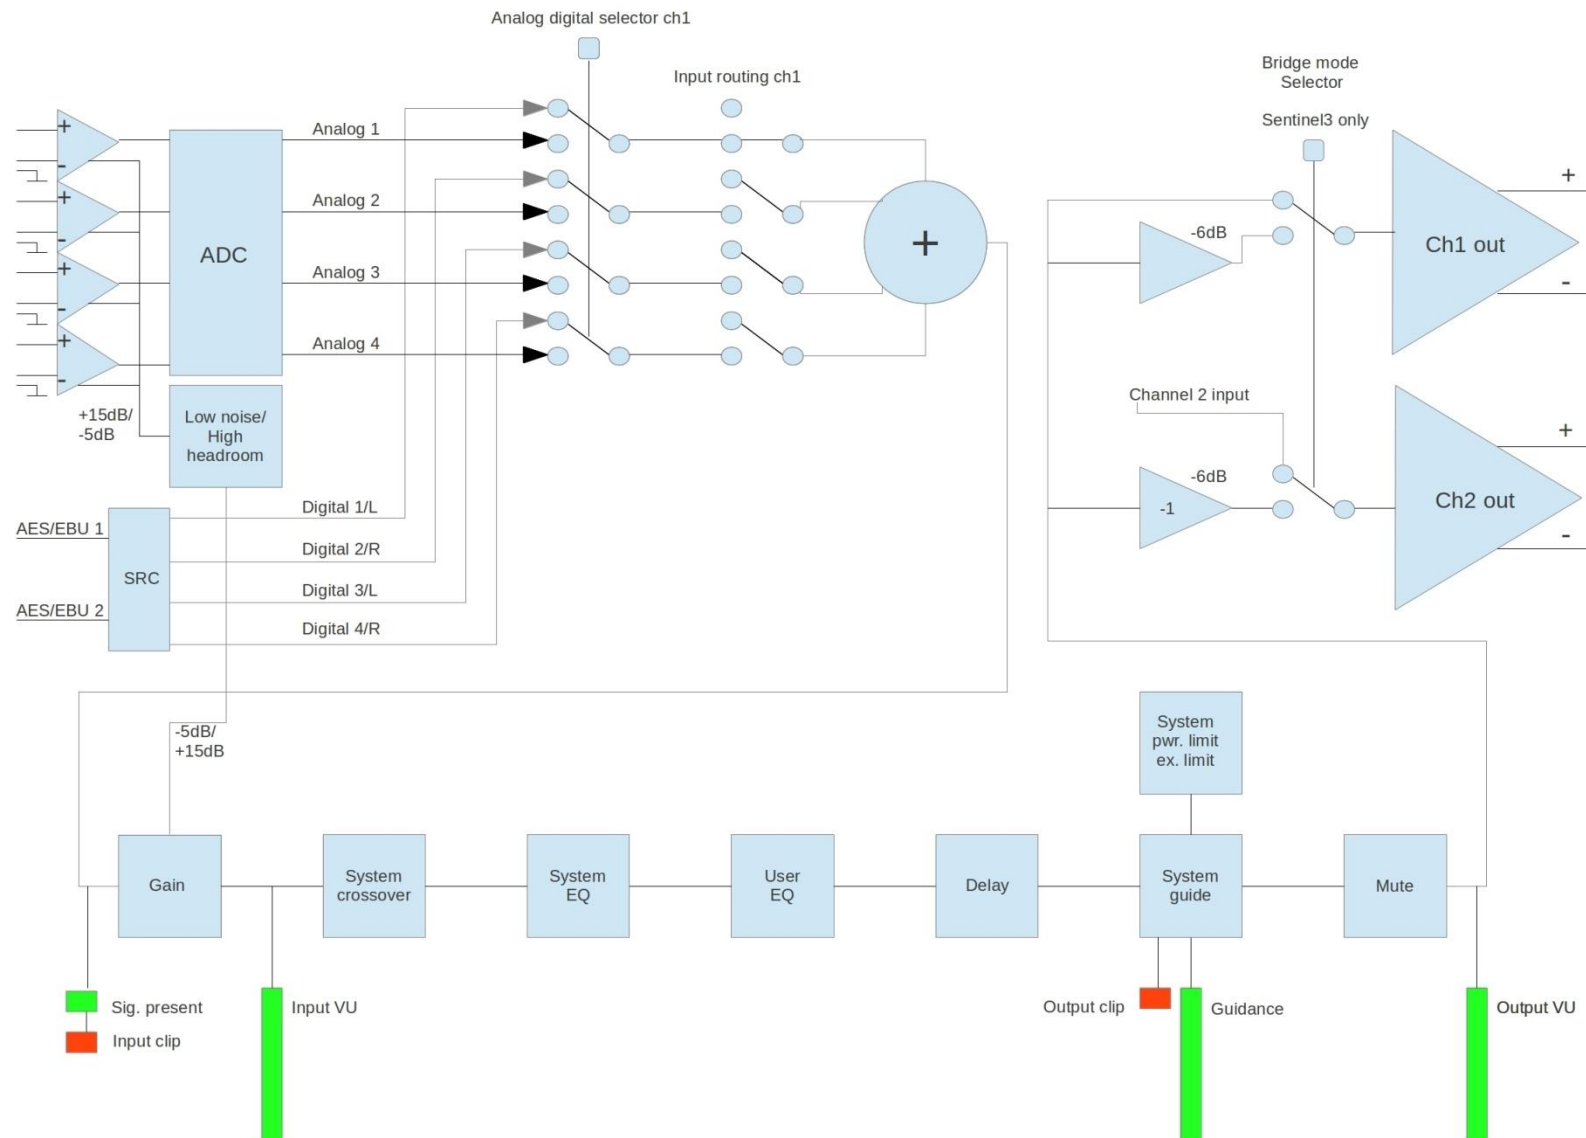 Analog digital selector ch1
Input routing ch1
Bridge mode
Selector
Sentinel3 only
+
-
+
-
+
-
+
-
ADC
Analog 1
Analog 2
Analog 3
Analog 4
+
-6dB
Ch1 out
+
-
+15dB/
-5dB
Low noise/
High
headroom
Channel 2 input
-6dB
-1
Ch2 out
+
-
AES/EBU 1
AES/EBU 2
SRC
Digital 1/L
Digital 2/R
Digital 3/L
Digital 4/R
-5dB/
+15dB
System
pwr. limit
ex. limit
Gain
System
crossover
System
EQ
User
EQ
Delay
System
guide
Mute
Sig. present
Input clip
Input VU
Output clip
Guidance
Output VU